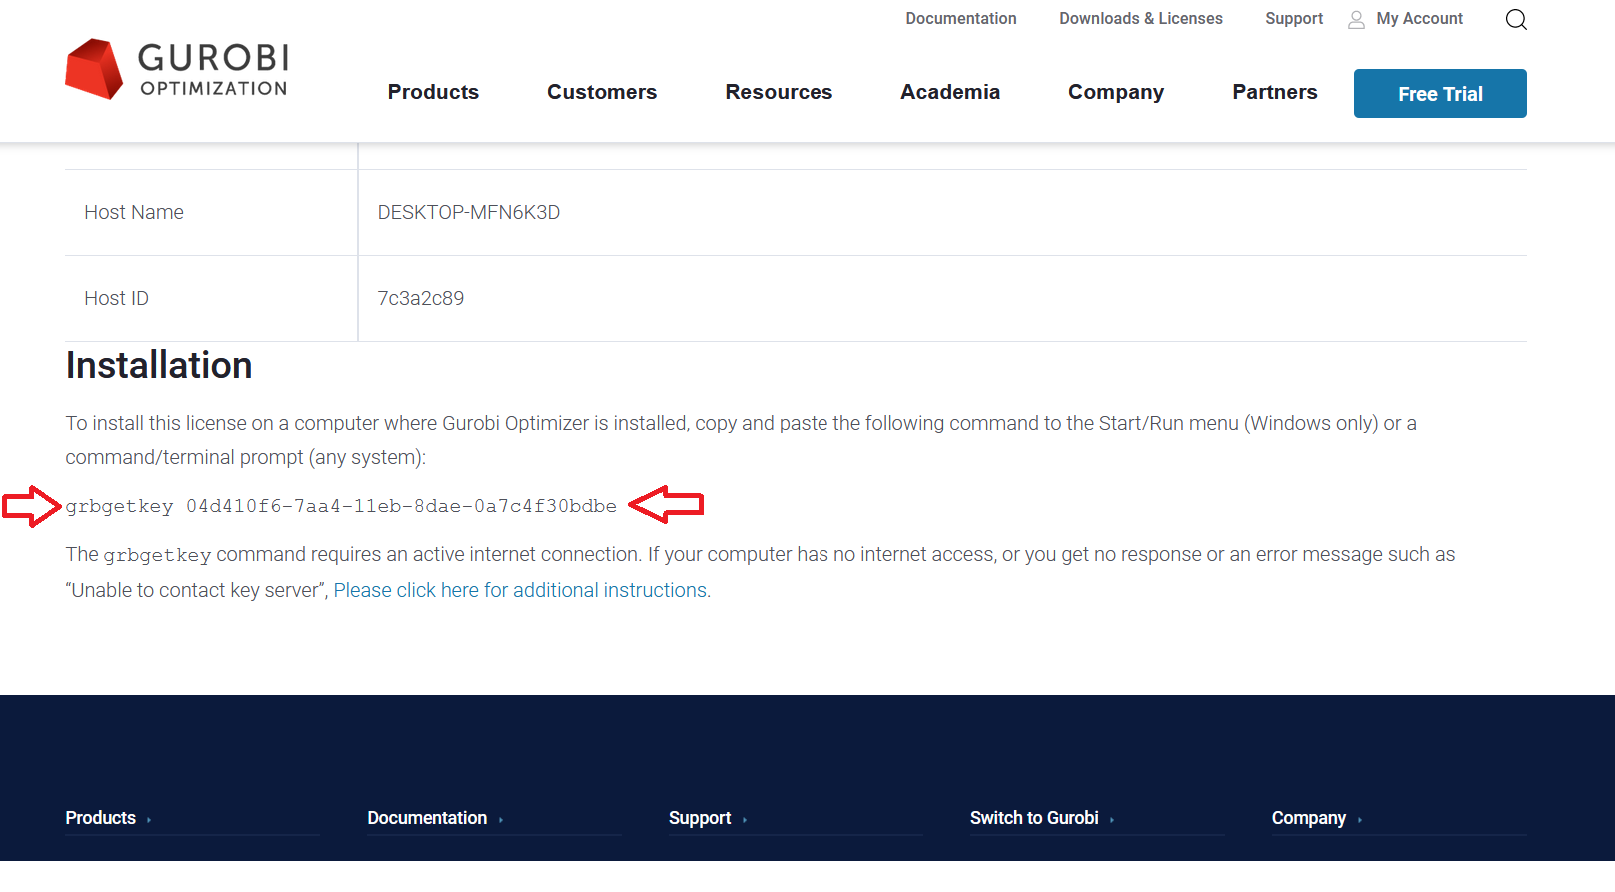 Documentation Downloads & Licenses Support My Account
GUROBI
OPTIMIZATION
Products Customers Resources Academia Company Partners Free Trial
Host Name DESKTOP-MFN6K3D
Host ID 7c3a2c89
Installation
To install this license on a computer where Gurobi Optimizer is installed, copy and paste the following command to the Start/Run menu (Windows only) or a
command/terminal prompt (any system):
grbgetkey 04d410f6-7aa4-11eb-8dae-0a7c4f30bdbe
The grbgetkey command requires an active internet connection. If your computer has no internet access, or you get no response or an error message such as
“Unable to contact key server”, Please click here for additional instructions.
Products Documentation Support Switch to Gurobi Company